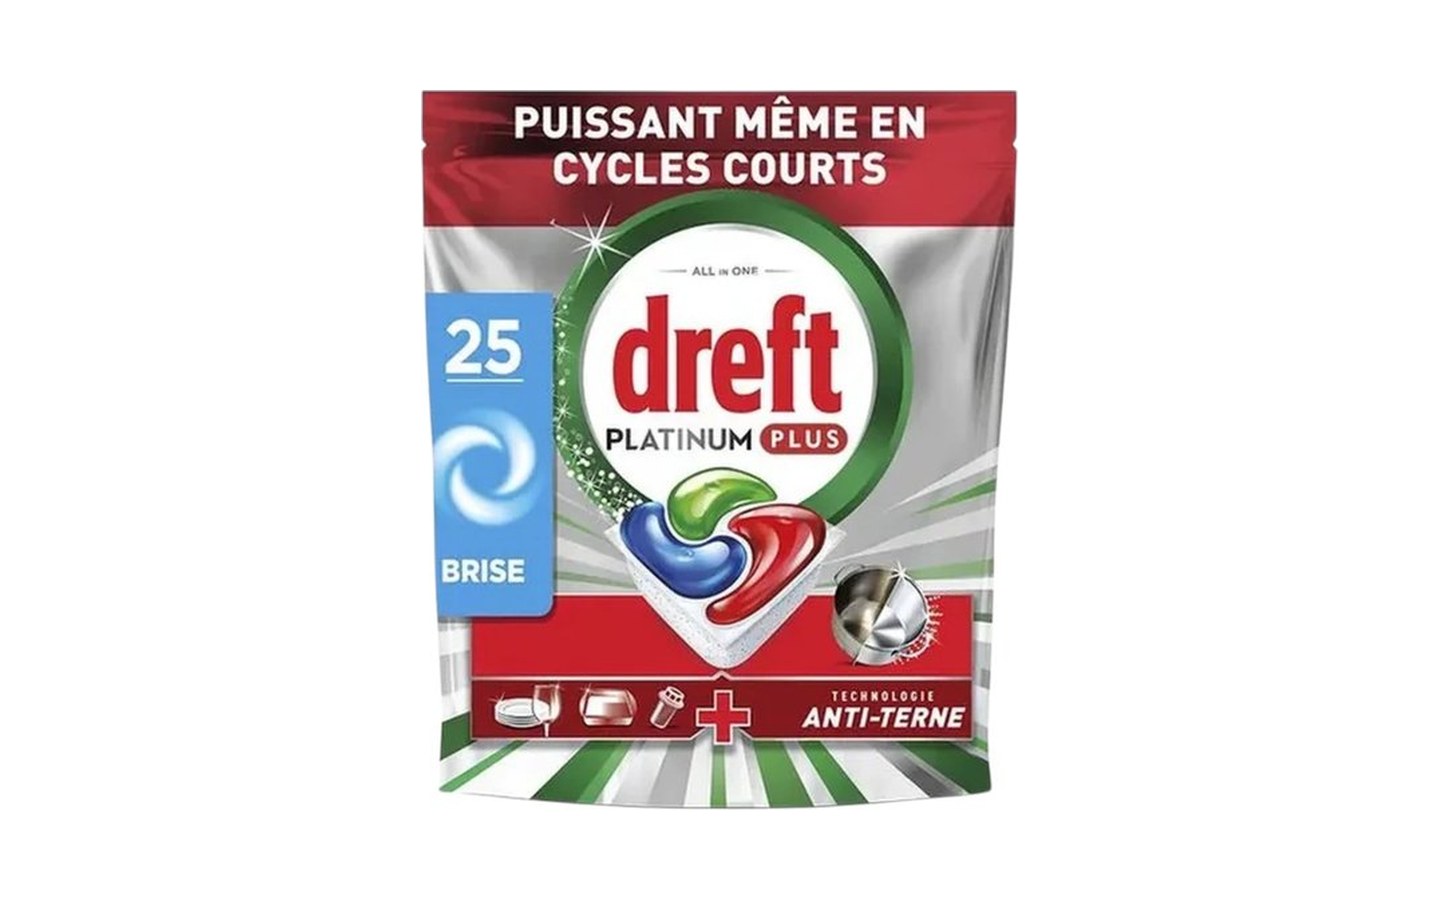 PUISSANT MÊME EN
CYCLES COURTS
ALL IN ONE
dreft
PLATINUM PLUS
25
BRISE
TECHNOLOGIE
ANTI-TERNE